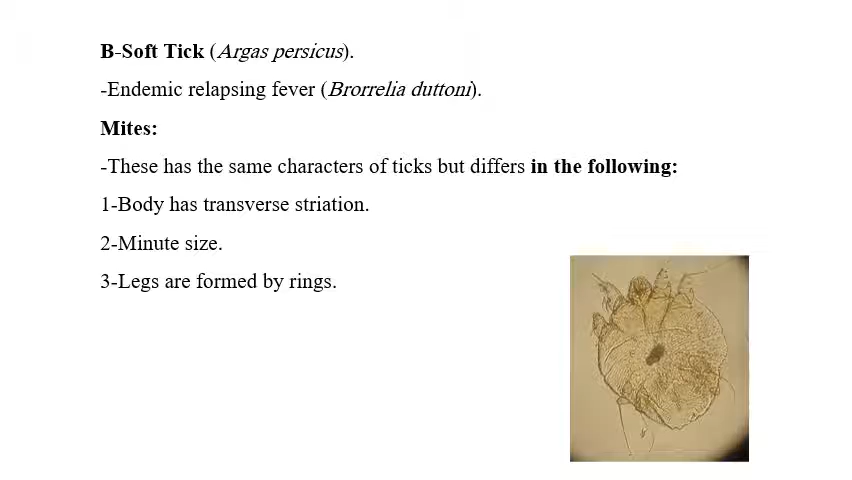 B-Soft Tick (Argas persicus).
-Endemic relapsing fever (Brorrelia duttoni).
Mites:
-These has the same characters of ticks but differs in the following:
1-Body has transverse striation.
2-Minute size.
3-Legs are formed by rings.